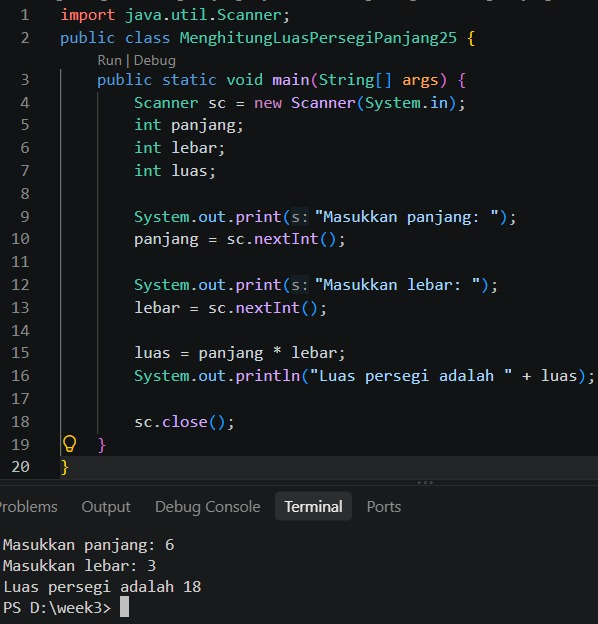 1 import java.util.Scanner;
2 public class MenghitungLuasPersegiPanjang25 {
Run | Debug
3 public static void main(String[] args) {
4 Scanner sc = new Scanner(System.in);
5 int panjang;
6 int lebar;
7 int luas;
8
9 System.out.print(s: "Masukkan panjang: ");
10 panjang = sc.nextInt();
11
12 System.out.print(s: "Masukkan lebar: ");
13 lebar = sc.nextInt();
14
15 luas = panjang * lebar;
16 System.out.println("Luas persegi adalah " + luas);
17
18 sc.close();
19 }
20 }
roblems Output Debug Console Terminal Ports
Masukkan panjang: 6
Masukkan lebar: 3
Luas persegi adalah 18
PS D:\week3>